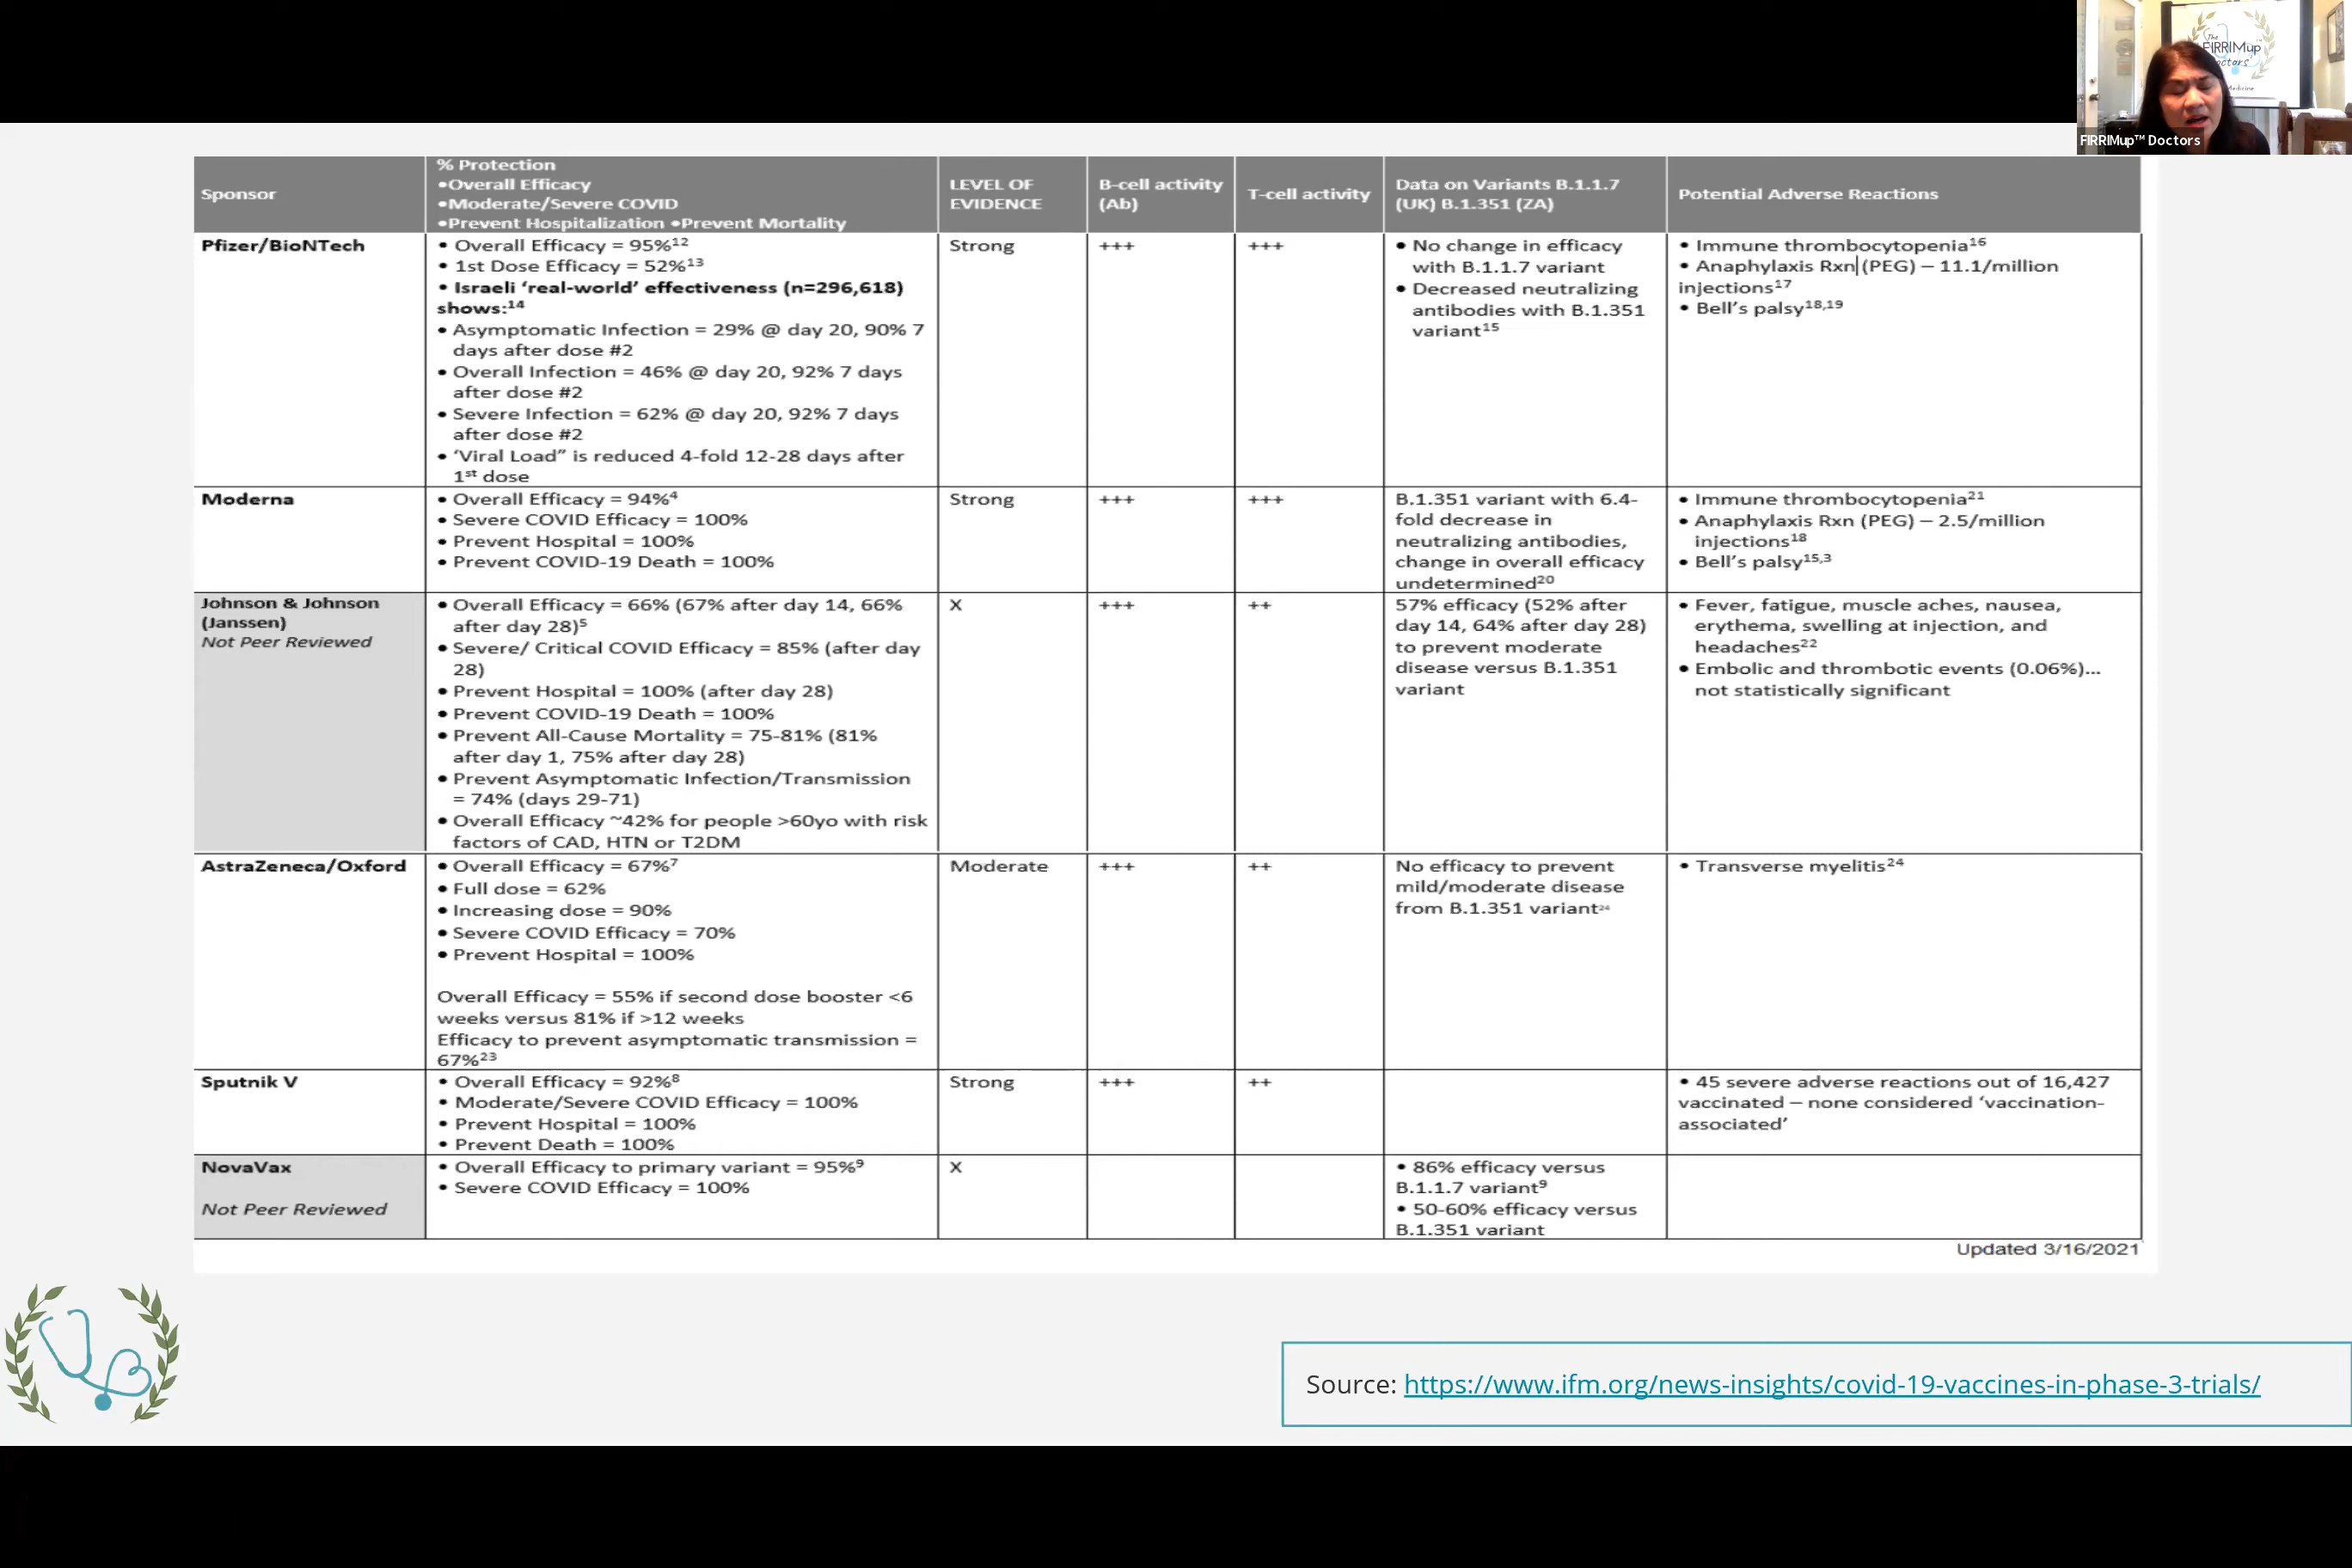 The
FIRRIMup
Doctors
Medicine
FIRRIMup™ Doctors
Sponsor
% Protection
•Overall Efficacy
•Moderate/Severe COVID
•Prevent Hospitalization •Prevent Mortality
LEVEL OF
EVIDENCE
B-cell activity
(Ab)
T-cell activity
Data on Variants B.1.1.7
(UK) B.1.351 (ZA)
Potential Adverse Reactions
Pfizer/BioNTech
• Overall Efficacy = 95%¹²
• 1st Dose Efficacy = 52%¹³
• Israeli ‘real-world’ effectiveness (n=296,618)
shows:¹⁴
• Asymptomatic Infection = 29% @ day 20, 90% 7
days after dose #2
• Overall Infection = 46% @ day 20, 92% 7 days
after dose #2
• Severe Infection = 62% @ day 20, 92% 7 days
after dose #2
• ‘Viral Load” is reduced 4-fold 12-28 days after
1ˢᵗ dose
Strong
+++
+++
• No change in efficacy
with B.1.1.7 variant
• Decreased neutralizing
antibodies with B.1.351
variant¹⁵
• Immune thrombocytopenia¹⁶
• Anaphylaxis Rxn (PEG) – 11.1/million
injections¹⁷
• Bell’s palsy¹⁸,¹⁹
Moderna
• Overall Efficacy = 94%⁴
• Severe COVID Efficacy = 100%
• Prevent Hospital = 100%
• Prevent COVID-19 Death = 100%
Strong
+++
+++
B.1.351 variant with 6.4-
fold decrease in
neutralizing antibodies,
change in overall efficacy
undetermined²⁰
• Immune thrombocytopenia²¹
• Anaphylaxis Rxn (PEG) – 2.5/million
injections¹⁸
• Bell’s palsy¹⁵,³
Johnson & Johnson
(Janssen)
Not Peer Reviewed
• Overall Efficacy = 66% (67% after day 14, 66%
after day 28)⁵
• Severe/ Critical COVID Efficacy = 85% (after day
28)
• Prevent Hospital = 100% (after day 28)
• Prevent COVID-19 Death = 100%
• Prevent All-Cause Mortality = 75-81% (81%
after day 1, 75% after day 28)
• Prevent Asymptomatic Infection/Transmission
= 74% (days 29-71)
• Overall Efficacy ~42% for people >60yo with risk
factors of CAD, HTN or T2DM
X
+++
++
57% efficacy (52% after
day 14, 64% after day 28)
to prevent moderate
disease versus B.1.351
variant
• Fever, fatigue, muscle aches, nausea,
erythema, swelling at injection, and
headaches²²
• Embolic and thrombotic events (0.06%)...
not statistically significant
AstraZeneca/Oxford
• Overall Efficacy = 67%⁷
• Full dose = 62%
• Increasing dose = 90%
• Severe COVID Efficacy = 70%
• Prevent Hospital = 100%
Overall Efficacy = 55% if second dose booster <6
weeks versus 81% if >12 weeks
Efficacy to prevent asymptomatic transmission =
67%²³
Moderate
+++
++
No efficacy to prevent
mild/moderate disease
from B.1.351 variant²⁴
• Transverse myelitis²⁴
Sputnik V
• Overall Efficacy = 92%⁸
• Moderate/Severe COVID Efficacy = 100%
• Prevent Hospital = 100%
• Prevent Death = 100%
Strong
+++
++
• 45 severe adverse reactions out of 16,427
vaccinated – none considered ‘vaccination-
associated’
NovaVax
Not Peer Reviewed
• Overall Efficacy to primary variant = 95%⁹
• Severe COVID Efficacy = 100%
X
• 86% efficacy versus
B.1.1.7 variant⁹
• 50-60% efficacy versus
B.1.351 variant
Updated 3/16/2021
Source: https://www.ifm.org/news-insights/covid-19-vaccines-in-phase-3-trials/